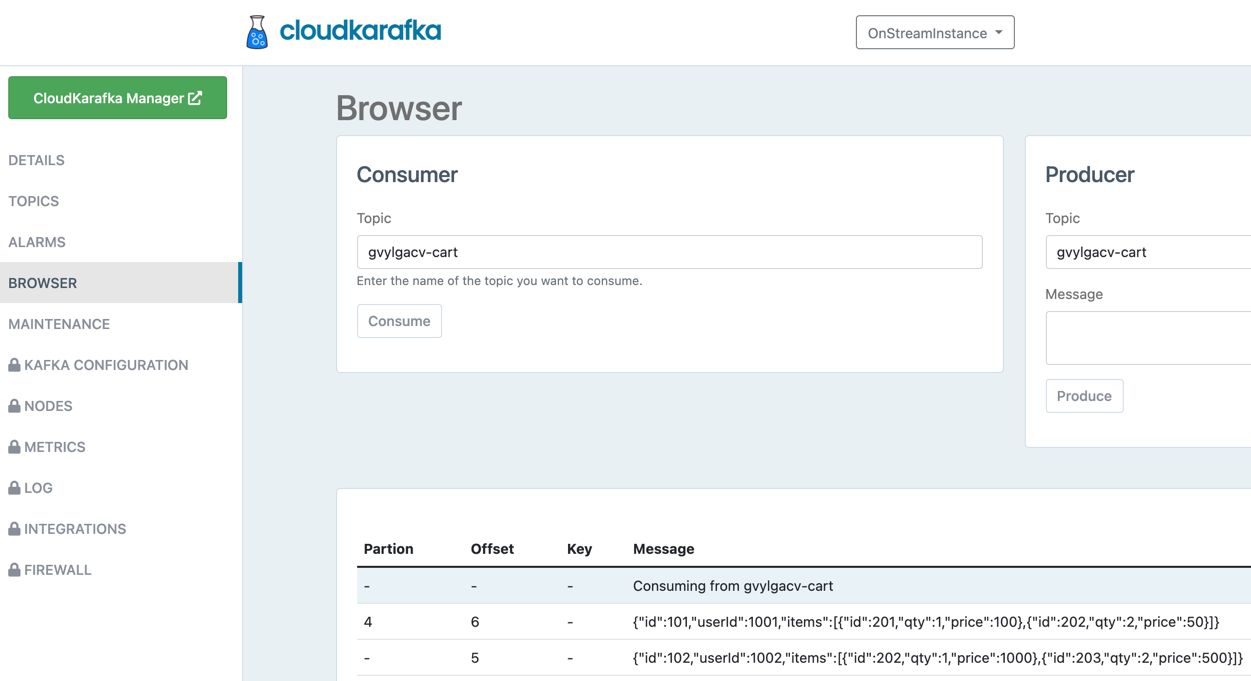 cloudkarafka
OnStreamInstance
CloudKarafka Manager
DETAILS
TOPICS
ALARMS
BROWSER
MAINTENANCE
KAFKA CONFIGURATION
NODES
METRICS
LOG
INTEGRATIONS
FIREWALL
Browser
Consumer
Topic
gvylgacv-cart
Enter the name of the topic you want to consume.
Consume
Producer
Topic
gvylgacv-cart
Message
Produce
Partion Offset Key Message
- - - Consuming from gvylgacv-cart
4 6 - {"id":101,"userId":1001,"items":[{"id":201,"qty":1,"price":100},{"id":202,"qty":2,"price":50}]}
- 5 - {"id":102,"userId":1002,"items":[{"id":202,"qty":1,"price":1000},{"id":203,"qty":2,"price":500}]}